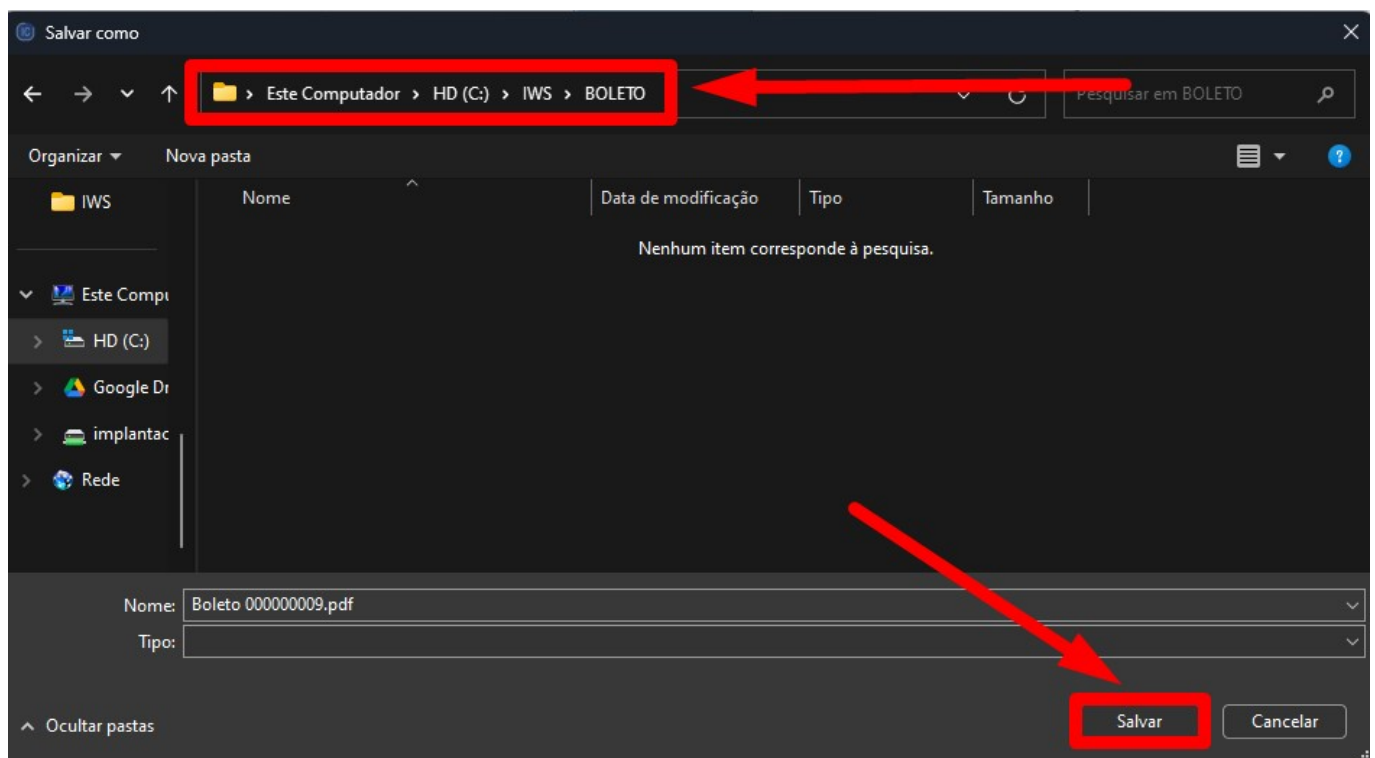 Salvar como
Este Computador > HD (C:) > IWS > BOLETO
Pesquisar em BOLETO
Organizar
Nova pasta
IWS
Nome
Data de modificação
Tipo
Tamanho
Nenhum item corresponde à pesquisa.
Este Compu
HD (C:)
Google Dr
implantac
Rede
Nome:
Boleto 000000009.pdf
Tipo:
Ocultar pastas
Salvar
Cancelar